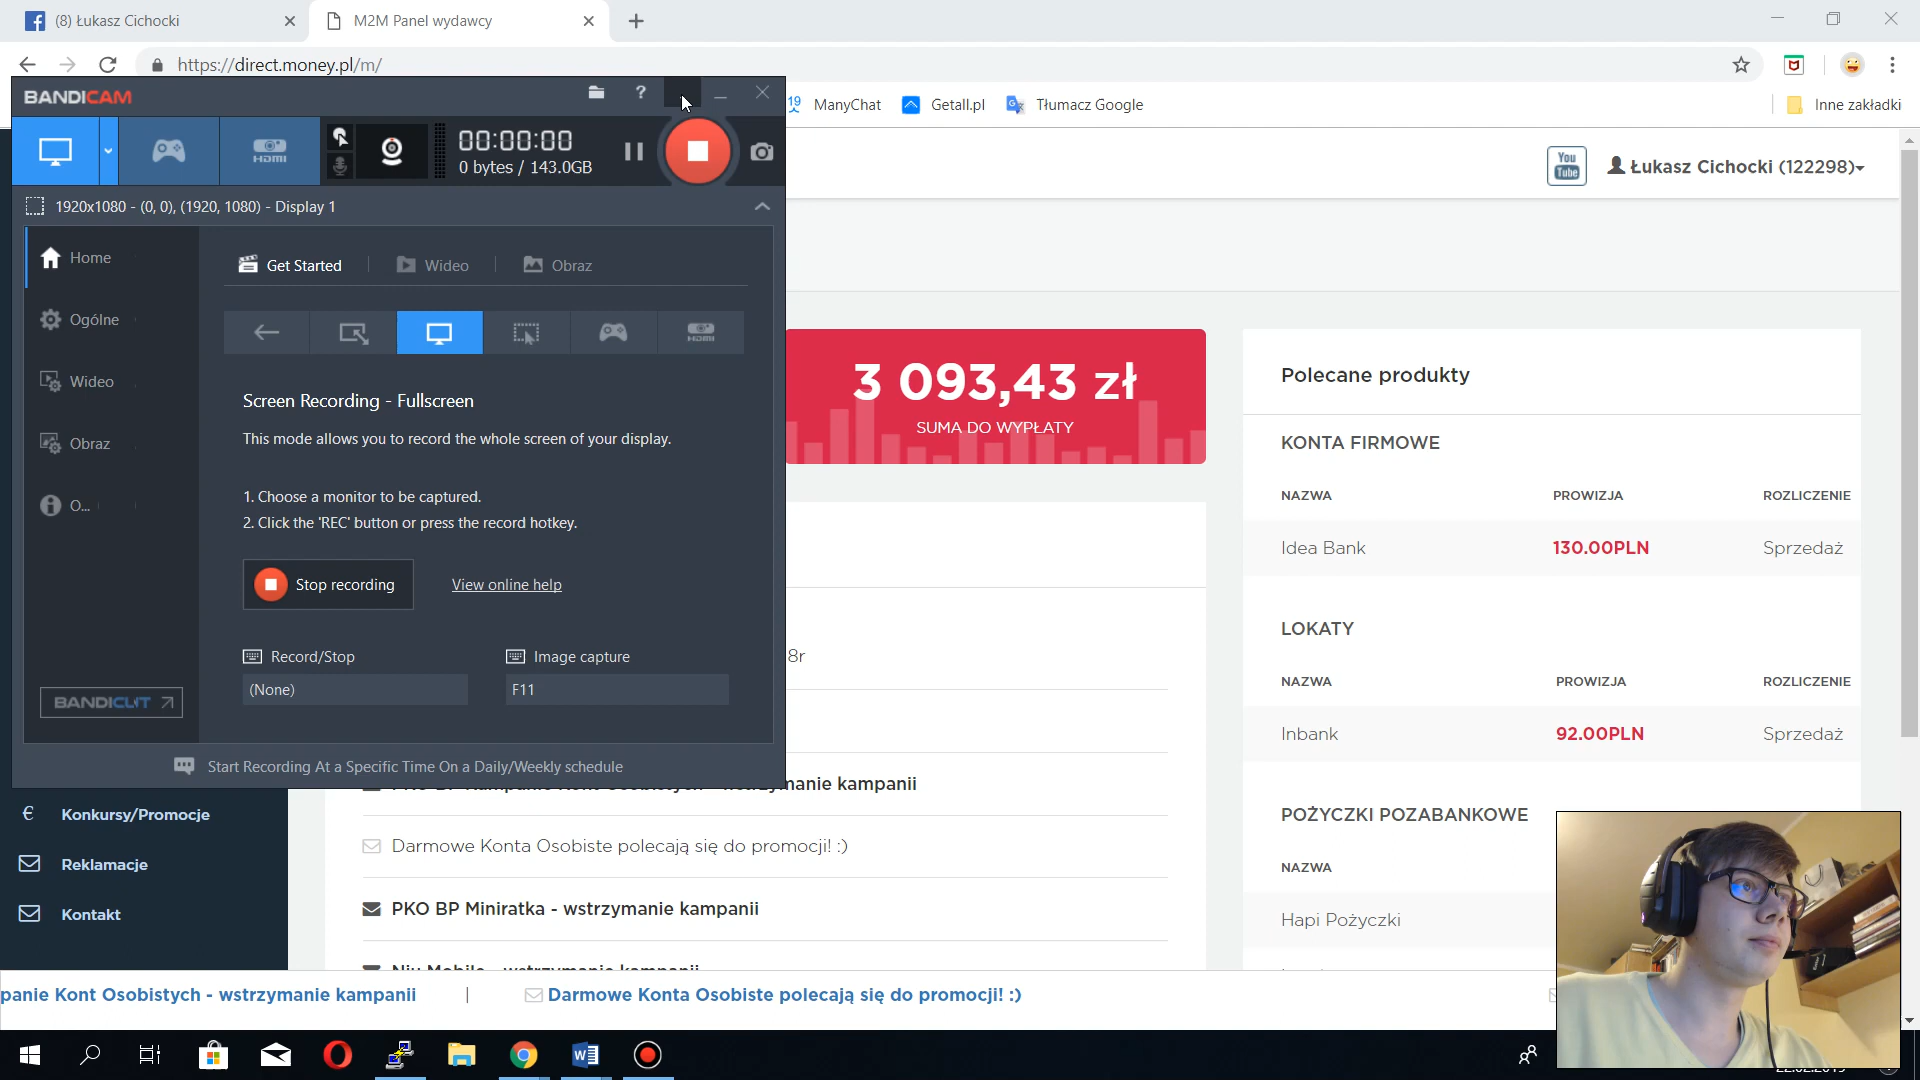 (8) Łukasz Cichocki
M2M Panel wydawcy
https://direct.money.pl/m/
BANDICAM
ManyChat
Getall.pl
Tłumacz Google
Inne zakładki
HDMI
00:00:00
0 bytes / 143.0GB
You Tube
Łukasz Cichocki (122298)
1920x1080 - (0, 0), (1920, 1080) - Display 1
Home
Ogólne
Wideo
Obraz
O...
BANDICUT
Get Started
Wideo
Obraz
HDMI
Screen Recording - Fullscreen
This mode allows you to record the whole screen of your display.
1. Choose a monitor to be captured.
2. Click the 'REC' button or press the record hotkey.
Stop recording
View online help
Record/Stop
Image capture
(None)
F11
Start Recording At a Specific Time On a Daily/Weekly schedule
3 093,43 zł
SUMA DO WYPŁATY
8r
manie kampanii
Darmowe Konta Osobiste polecają się do promocji! :)
PKO BP Miniratka - wstrzymanie kampanii
Polecane produkty
KONTA FIRMOWE
NAZWA PROWIZJA ROZLICZENIE
Idea Bank 130.00PLN Sprzedaż
LOKATY
NAZWA PROWIZJA ROZLICZENIE
Inbank 92.00PLN Sprzedaż
POŻYCZKI POZABANKOWE
NAZWA
Hapi Pożyczki
Konkursy/Promocje
Reklamacje
Kontakt
panie Kont Osobistych - wstrzymanie kampanii | Darmowe Konta Osobiste polecają się do promocji! :)